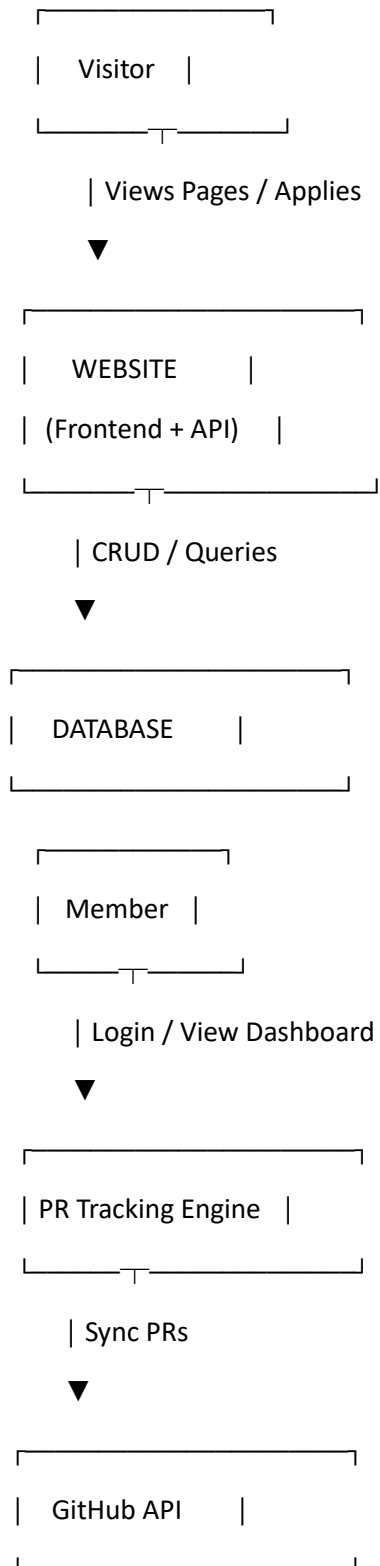 Visitor
Views Pages / Applies
WEBSITE
(Frontend + API)
CRUD / Queries
DATABASE
Member
Login / View Dashboard
PR Tracking Engine
Sync PRs
GitHub API